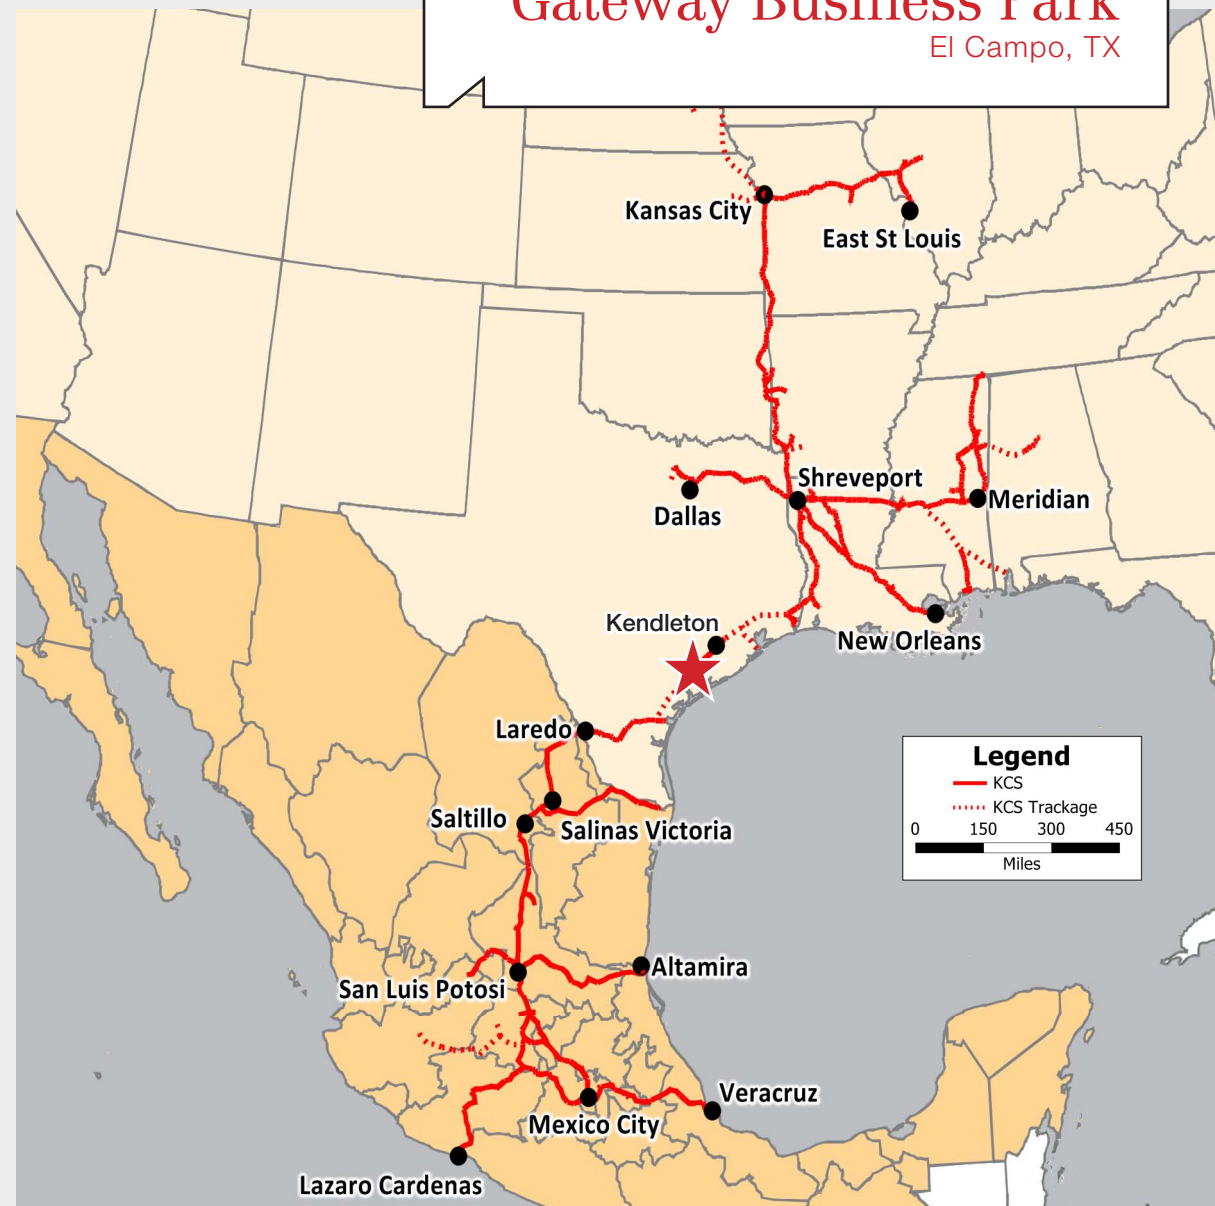 Gateway Business Park
El Campo, TX
Kansas City
East St Louis
Shreveport
Dallas
Meridian
Kendleton
New Orleans
Laredo
Legend
KCS
KCS Trackage
0 150 300 450
Miles
Saltillo
Salinas Victoria
Altamira
San Luis Potosi
Veracruz
Mexico City
Lazaro Cardenas